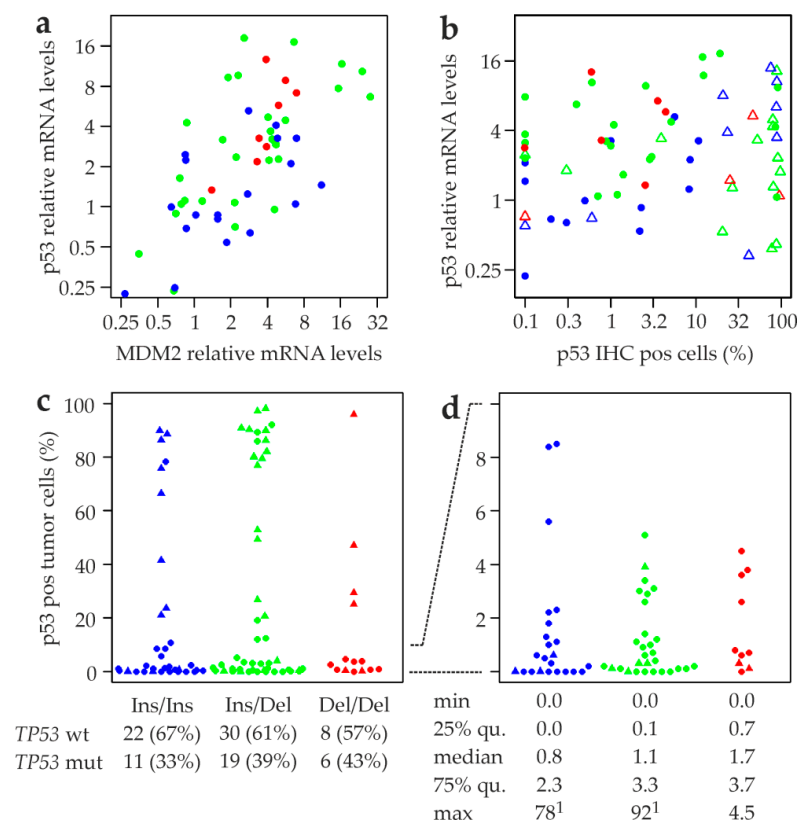 a
p53 relative mRNA levels
16
8
4
2
1
0.5
0.25
0.25 0.5 1 2 4 8 16 32
MDM2 relative mRNA levels
b
p53 relative mRNA levels
16
4
1
0.25
0.1 0.3 1 3.2 10 32 100
p53 IHC pos cells (%)
c
p53 pos tumor cells (%)
100
80
60
40
20
0
Ins/Ins Ins/Del Del/Del
TP53 wt 22 (67%) 30 (61%) 8 (57%)
TP53 mut 11 (33%) 19 (39%) 6 (43%)
d
8
6
4
2
0
min 0.0 0.0 0.0
25% qu. 0.0 0.1 0.7
median 0.8 1.1 1.7
75% qu. 2.3 3.3 3.7
max 78¹ 92¹ 4.5